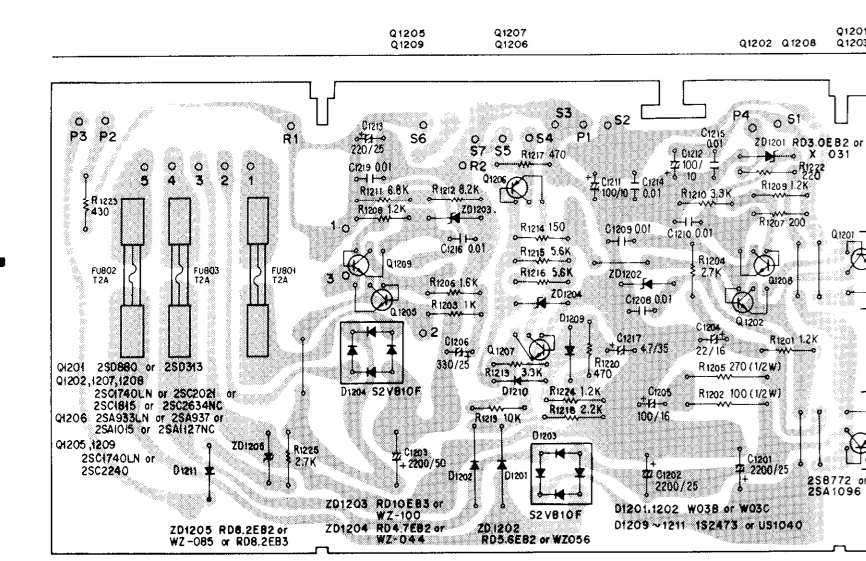 Q1205 Q1207 Q1201
Q1209 Q1206 Q1202 Q1208 Q1203
P3 P2 R1 C1213 220/25 S6 S7 S5 S4 S3 P1 S2 P4 S1
C1215 0.01
ZD1201 RD3.0EB2 or
X 031
C1219 0.01 R2 R1217 470
C1212 100/10
R1222 220
5 4 3 2 1
R1223 430
R1211 6.8K R1212 8.2K Q1206
C1211 100/10 C1214 0.01
R1210 3.3K R1209 1.2K
R1208 1.2K ZD1203
1
C1210 0.01 R1207 200
R1214 150 C1209 0.01
C1216 0.01
Q1201
R1215 5.6K
R1204 2.7K
FU802 T2A FU803 T2A FU801 T2A
3 Q1209
R1216 5.6K ZD1202 Q1208
R1206 1.6K
ZD1204
R1203 1K
Q1205
C1208 0.01
Q1202
2
D1209
C1206 330/25
C1204 22/16
Q1207
C1217 4.7/35
R1201 1.2K
R1220 470
R1213 3.3K
R1205 270 (1/2W)
D1210
D1204 S2VB10F
R1224 1.2K
C1205 100/16
R1202 100 (1/2W)
R1218 2.2K
R1219 10K
Q1201 2SD880 or 2SD313
Q1202,1207,1208
2SC1740LN or 2SC2021 or
2SC1815 or 2SC2634NC
Q1206 2SA933LN or 2SA937 or
2SA1015 or 2SA1127NC
Q1205,1209
2SC1740LN or
2SC2240
D1211
ZD1205
R1225 2.7K
C1203 2200/50
D1202 D1201
D1203
S2VB10F
C1202 2200/25
C1201 2200/25
2SB772 or
2SA1096
ZD1203 RD10EB3 or
WZ-100
ZD1204 RD4.7EB2 or
WZ-044
ZD1202
RD5.6EB2 or WZ056
D1201,1202 W03B or W03C
D1209~1211 1S2473 or US1040
ZD1205 RD8.2EB2 or
WZ-085 or RD8.2EB3